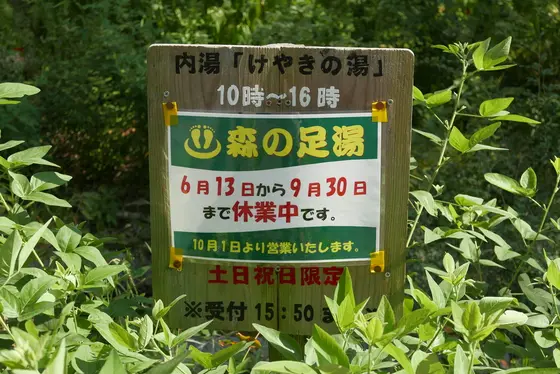 内湯「けやきの湯」
10時～16時
森の足湯
6月13日から9月30日
まで休業中です。
10月1日より営業いたします。
土日祝日限定
※受付 15:50ま